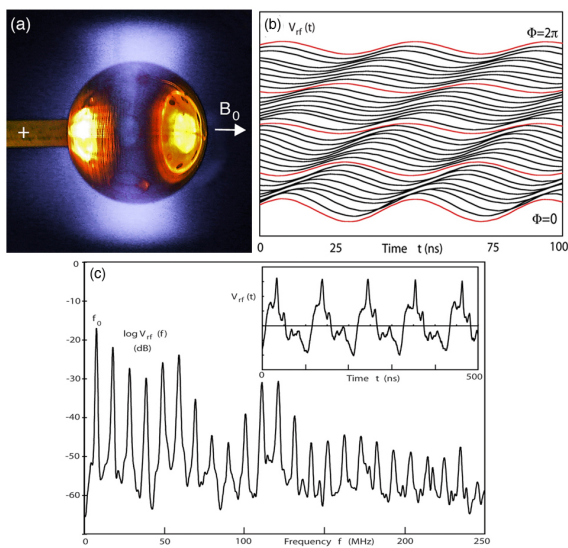 (a)
+
B0
(b)
Vrf (t)
Φ=2π
Φ=0
0
25
50
75
100
Time t (ns)
(c)
0
-10
-20
-30
-40
-50
-60
f0
log Vrf (f)
(dB)
Vrf (t)
0
500
Time t (ns)
0
50
100
200
250
Frequency f (MHz)